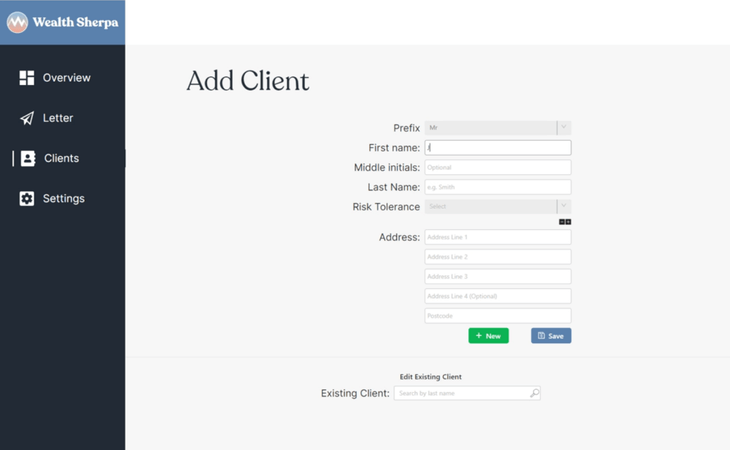 Wealth Sherpa
Overview
Letter
Clients
Settings
Add Client
Prefix Mr
First name:
Middle initials: Optional
Last Name: e.g. Smith
Risk Tolerance Select
Address: Address Line 1
Address Line 2
Address Line 3
Address Line 4 (Optional)
Postcode
+ New Save
Edit Existing Client
Existing Client: Search by last name